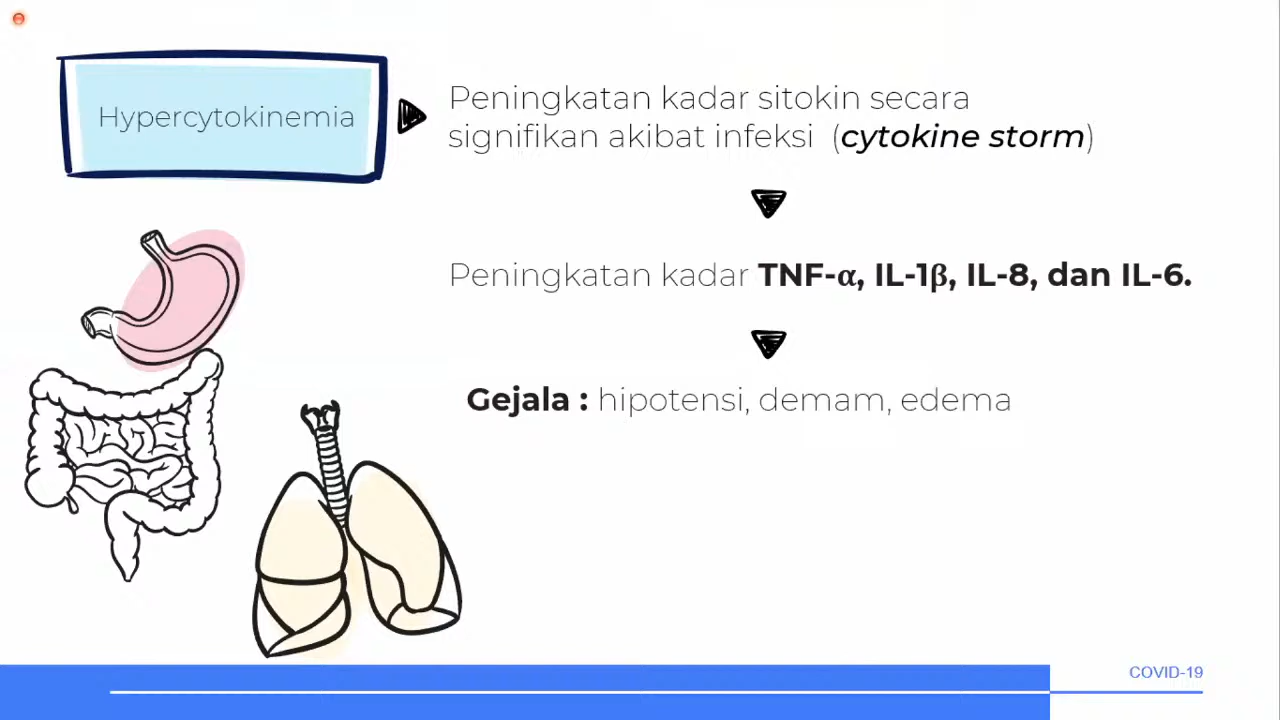 Hypercytokinemia
Peningkatan kadar sitokin secara
signifikan akibat infeksi (cytokine storm)
Peningkatan kadar TNF-α, IL-1β, IL-8, dan IL-6.
Gejala : hipotensi, demam, edema
COVID-19